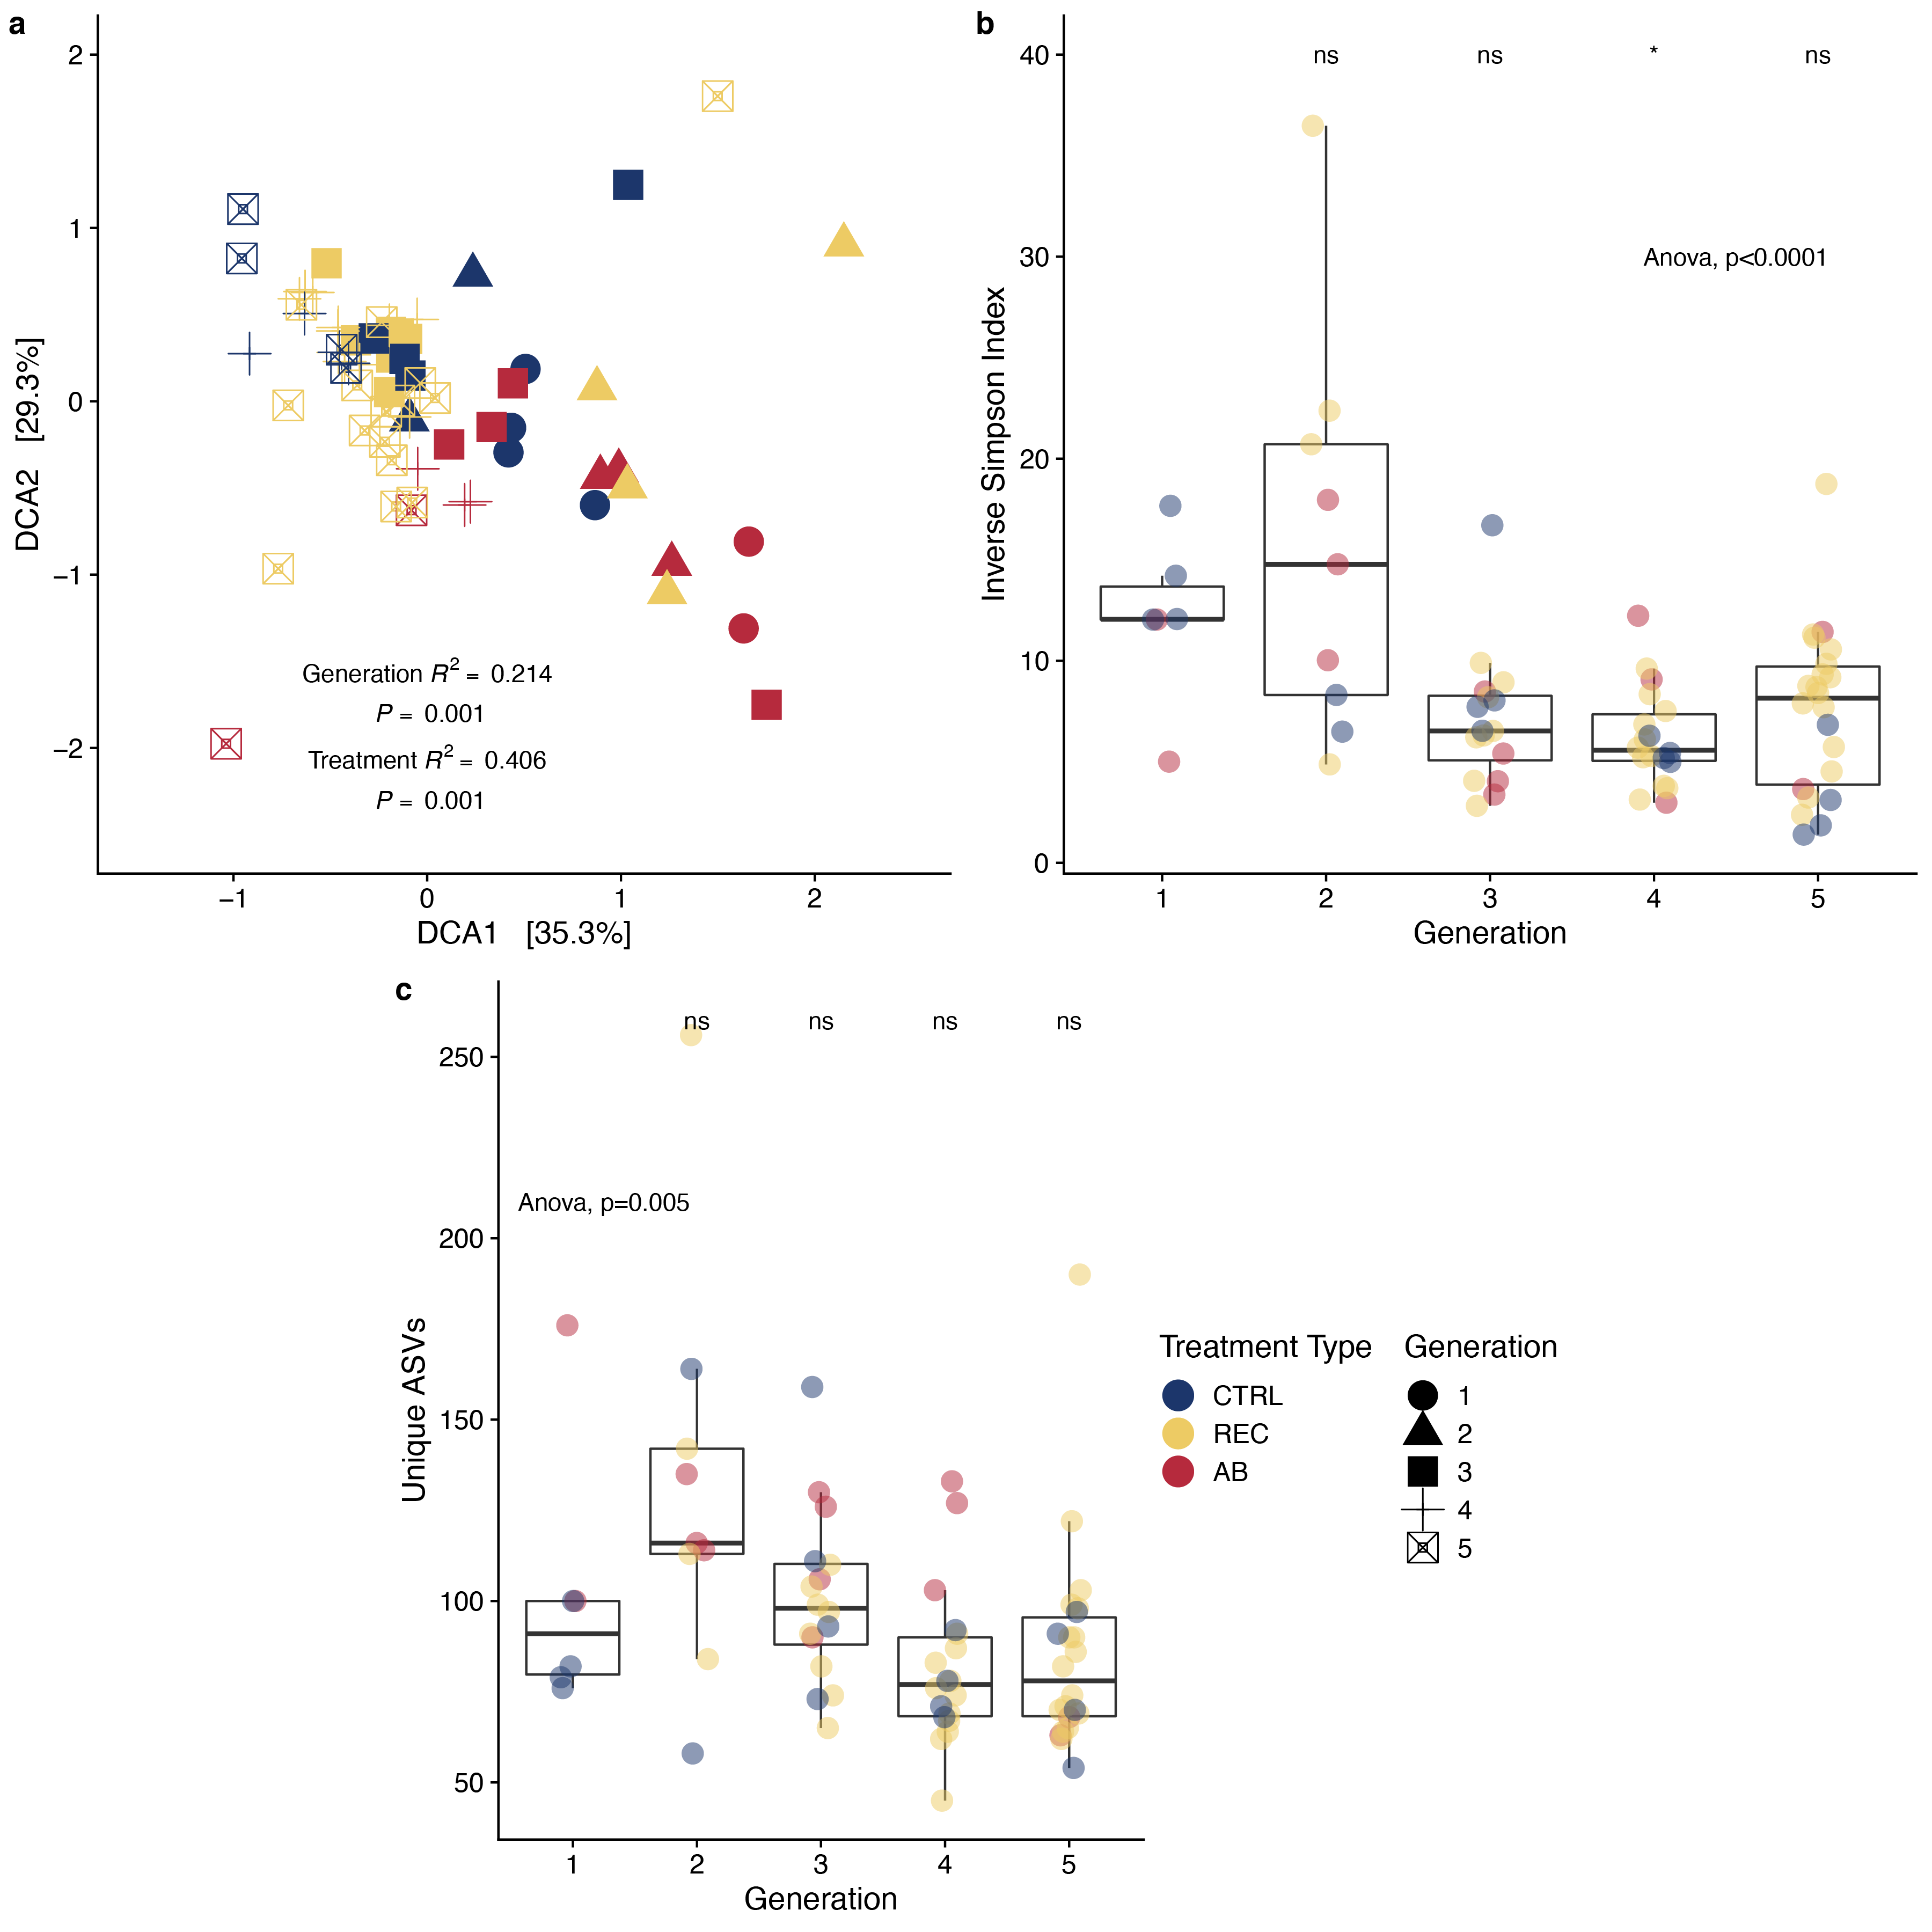 a
2
1
0
−1
−2
DCA2 [29.3%]
Generation R² = 0.214
P = 0.001
Treatment R² = 0.406
P = 0.001
−1 0 1 2
DCA1 [35.3%]
b
40
30
20
10
0
Inverse Simpson Index
ns ns * ns
Anova, p<0.0001
1 2 3 4 5
Generation
c
250
200
150
100
50
Unique ASVs
ns ns ns ns
Anova, p=0.005
1 2 3 4 5
Generation
Treatment Type
CTRL
REC
AB
Generation
1
2
3
4
5